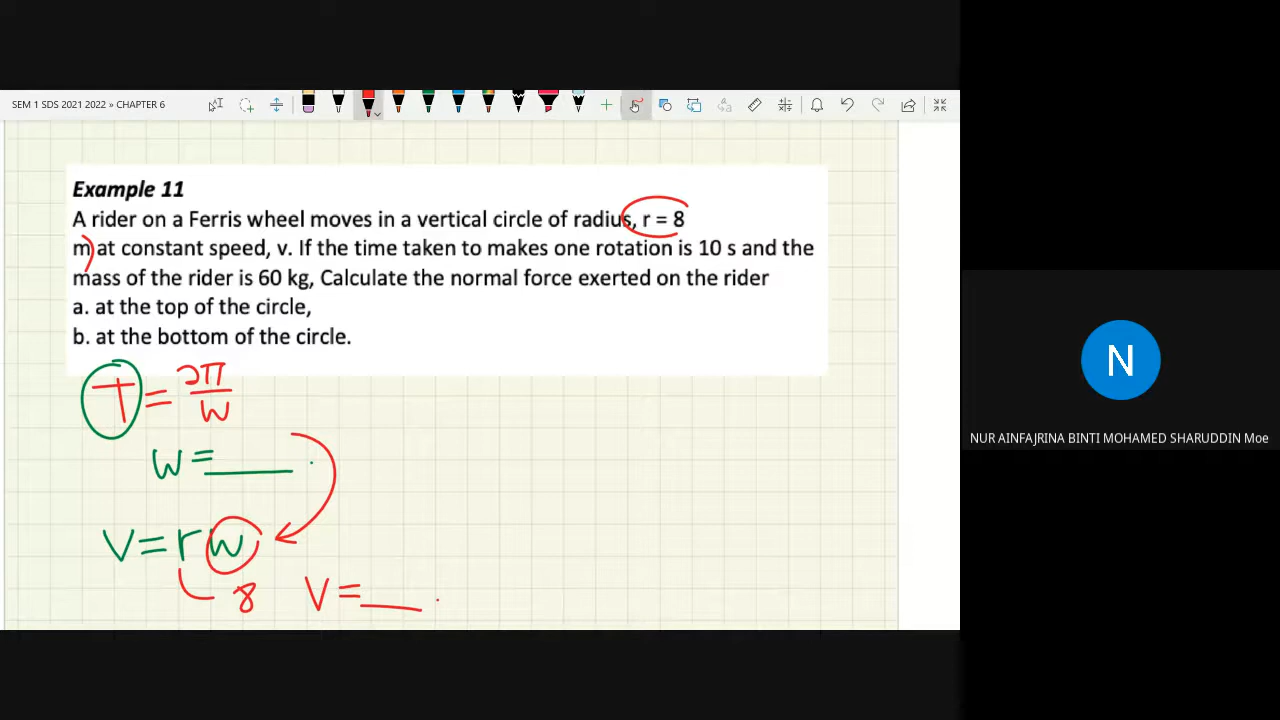 SEM 1 SDS 2021 2022 » CHAPTER 6
Example 11
A rider on a Ferris wheel moves in a vertical circle of radius, r = 8
m at constant speed, v. If the time taken to makes one rotation is 10 s and the
mass of the rider is 60 kg, Calculate the normal force exerted on the rider
a. at the top of the circle,
b. at the bottom of the circle.
T = 2π/w
w = ____
v = rw
8 v = ____
N
NUR AINFAJRINA BINTI MOHAMED SHARUDDIN Moe